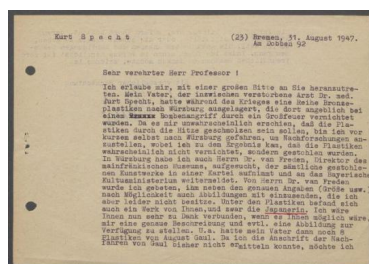 Kurt Specht
(23) Bremen, 31. August 1947.
Am Dobben 92
Sehr verehrter Herr Professor !
Ich erlaube mir, mit einer großen Bitte an Sie heranzutre-
ten. Mein Vater, der inzwischen verstorbene Arzt Dr. med.
Kurt Specht, hatte während des Krieges eine Reihe Bronze-
plastiken nach Würzburg ausgelagert, die dort angeblich bei
einem Bombenangriff durch ein Großfeuer vernichtet
wurden. Da es mir unwahrscheinlich erschien, daß die Pla-
stiken durch die Hitze geschmolzen sein sollen, bin ich vor
kurzem selbst nach Würzburg gefahren, um Nachforschungen an-
zustellen, wobei ich zu dem Ergebnis kam, daß die Plastiken
wahrscheinlich nicht vernichtet, sondern gestohlen wurden.
In Würzburg habe ich auch Herrn Dr. van Freden, Direktor des
mainfränkischen Museums, aufgesucht, der sämtliche gestohle-
nen Kunstwerke in einer Kartei aufnimmt und an das Bayerische
Kultusministerium weitermeldet. Von Herrn Dr. van Freden
wurde ich gebeten, ihm neben den genauen Angaben (Größe usw.)
nach Möglichkeit auch Abbildungen mit einzusenden, die ich
aber leider nicht besitze. Unter den Plastiken befand sich
auch ein Werk von Ihnen, und zwar die Japanerin. Ich wäre
Ihnen nun sehr zu Dank verbunden, wenn es Ihnen möglich wäre,
mir eine genaue Beschreibung und evtl. eine Abbildung zur
Verfügung zu stellen. U.a. hatte mein Vater dann noch 8
Plastiken von August Gaul. Da ich die Anschrift der Nach-
fahren von Gaul bisher nicht ermitteln konnte, möchte ich